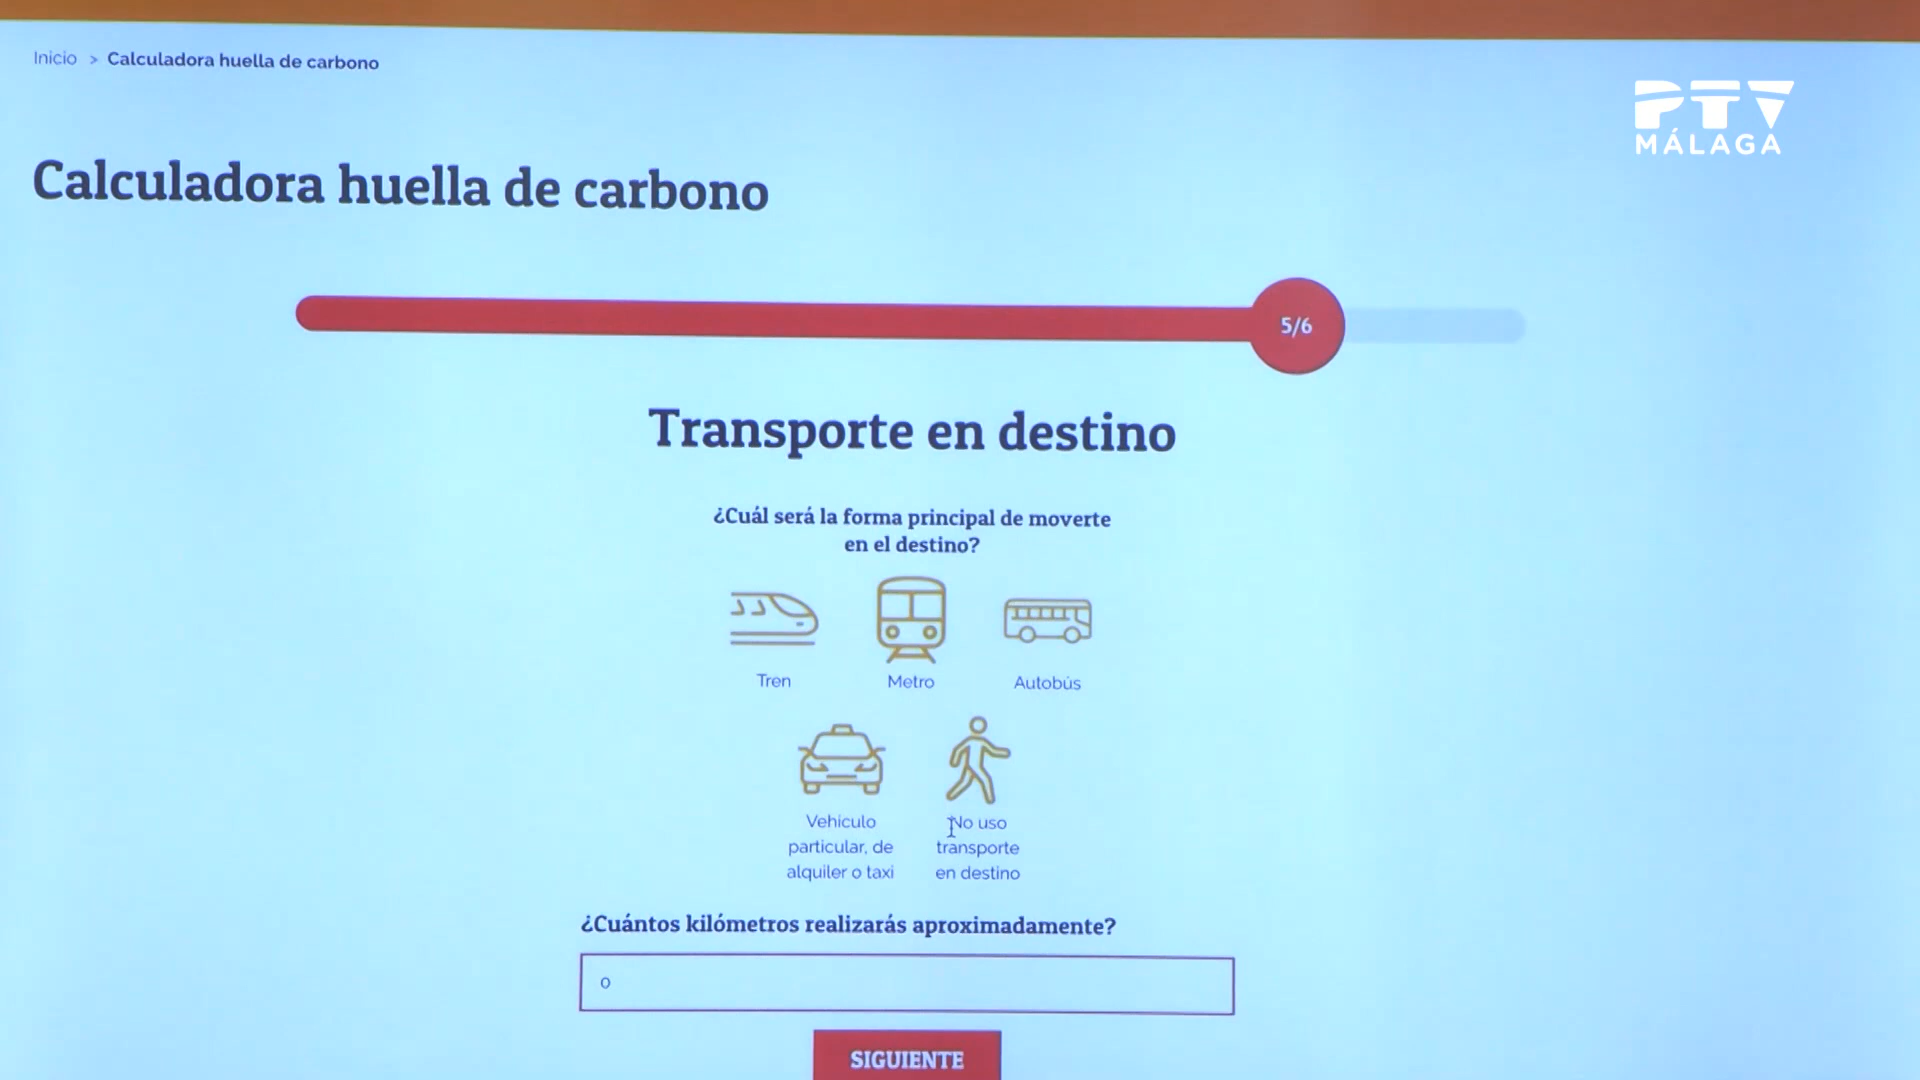 Inicio > Calculadora huella de carbono
PTV
MÁLAGA
Calculadora huella de carbono
5/6
Transporte en destino
¿Cuál será la forma principal de moverte
en el destino?
Tren
Metro
Autobús
Vehículo
particular, de
alquiler o taxi
No uso
transporte
en destino
¿Cuántos kilómetros realizarás aproximadamente?
0
SIGUIENTE